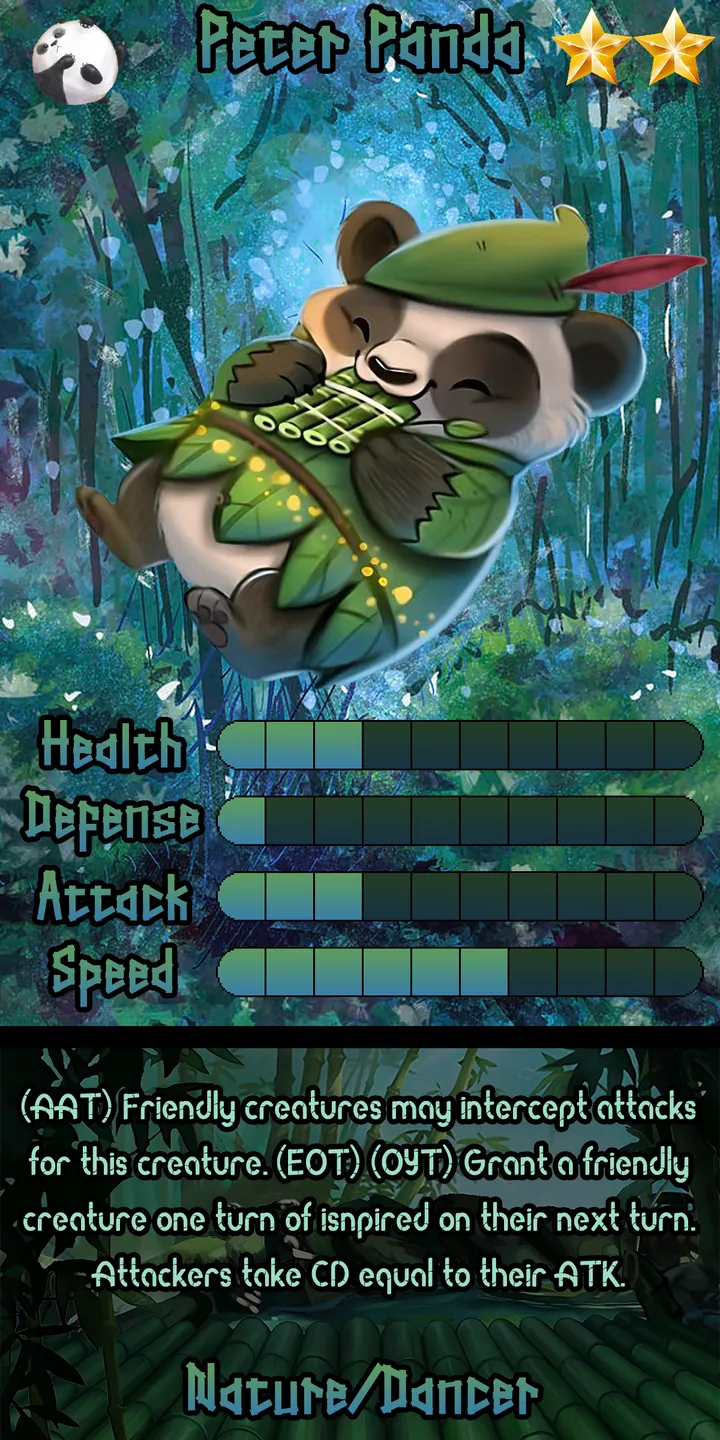 Peter Panda
Health
Defense
Attack
Speed
(AAT) Friendly creatures may intercept attacks
for this creature. (EOT) (OYT) Grant a friendly
creature one turn of isnpired on their next turn.
Attackers take CD equal to their ATK.
Nature/Dancer